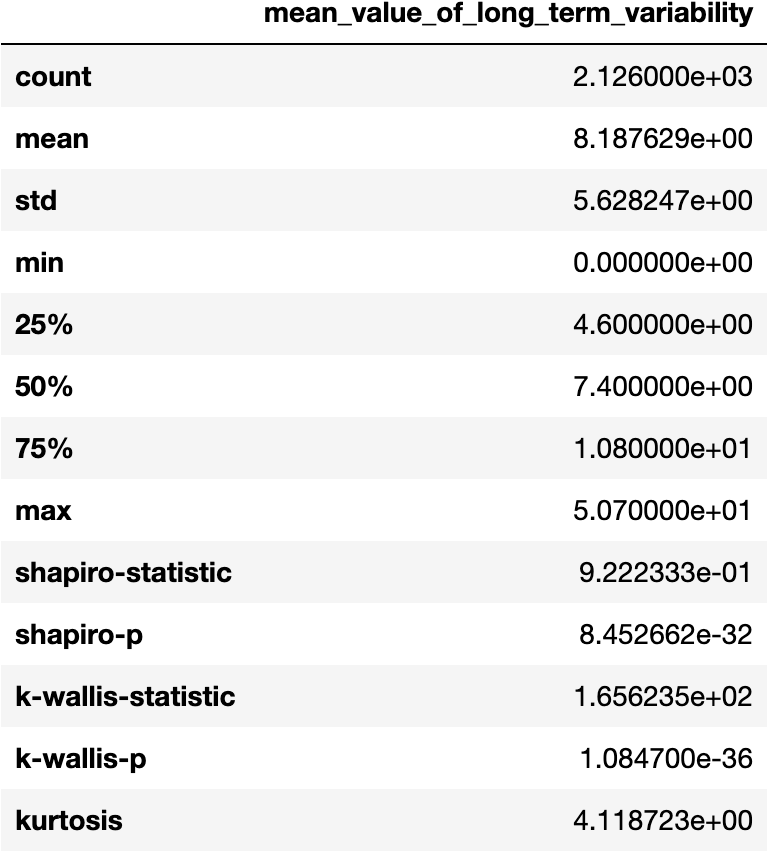 mean_value_of_long_term_variability
count 2.126000e+03
mean 8.187629e+00
std 5.628247e+00
min 0.000000e+00
25% 4.600000e+00
50% 7.400000e+00
75% 1.080000e+01
max 5.070000e+01
shapiro-statistic 9.222333e-01
shapiro-p 8.452662e-32
k-wallis-statistic 1.656235e+02
k-wallis-p 1.084700e-36
kurtosis 4.118723e+00